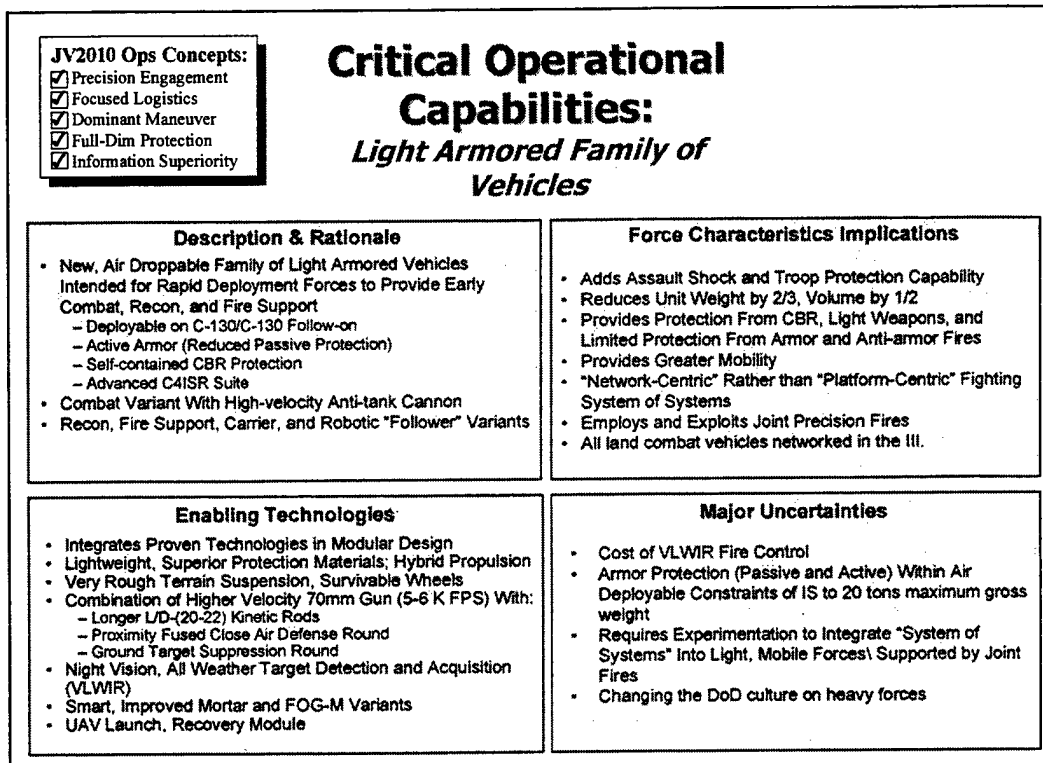 JV2010 Ops Concepts:
☑ Precision Engagement
☑ Focused Logistics
☑ Dominant Maneuver
☑ Full-Dim Protection
☑ Information Superiority
Critical Operational
Capabilities:
Light Armored Family of
Vehicles
Description & Rationale
• New, Air Droppable Family of Light Armored Vehicles
Intended for Rapid Deployment Forces to Provide Early
Combat, Recon, and Fire Support
– Deployable on C-130/C-130 Follow-on
– Active Armor (Reduced Passive Protection)
– Self-contained CBR Protection
– Advanced C4ISR Suite
• Combat Variant With High-velocity Anti-tank Cannon
• Recon, Fire Support, Carrier, and Robotic "Follower" Variants
Force Characteristics Implications
• Adds Assault Shock and Troop Protection Capability
• Reduces Unit Weight by 2/3, Volume by 1/2
• Provides Protection From CBR, Light Weapons, and
Limited Protection From Armor and Anti-armor Fires
• Provides Greater Mobility
• "Network-Centric" Rather than "Platform-Centric" Fighting
System of Systems
• Employs and Exploits Joint Precision Fires
• All land combat vehicles networked in the III.
Enabling Technologies
• Integrates Proven Technologies in Modular Design
• Lightweight, Superior Protection Materials; Hybrid Propulsion
• Very Rough Terrain Suspension, Survivable Wheels
• Combination of Higher Velocity 70mm Gun (5-6 K FPS) With:
– Longer L/D-(20-22) Kinetic Rods
– Proximity Fused Close Air Defense Round
– Ground Target Suppression Round
• Night Vision, All Weather Target Detection and Acquisition
(VLWIR)
• Smart, Improved Mortar and FOG-M Variants
• UAV Launch, Recovery Module
Major Uncertainties
• Cost of VLWIR Fire Control
• Armor Protection (Passive and Active) Within Air
Deployable Constraints of IS to 20 tons maximum gross
weight
• Requires Experimentation to Integrate "System of
Systems" Into Light, Mobile Forces\ Supported by Joint
Fires
• Changing the DoD culture on heavy forces